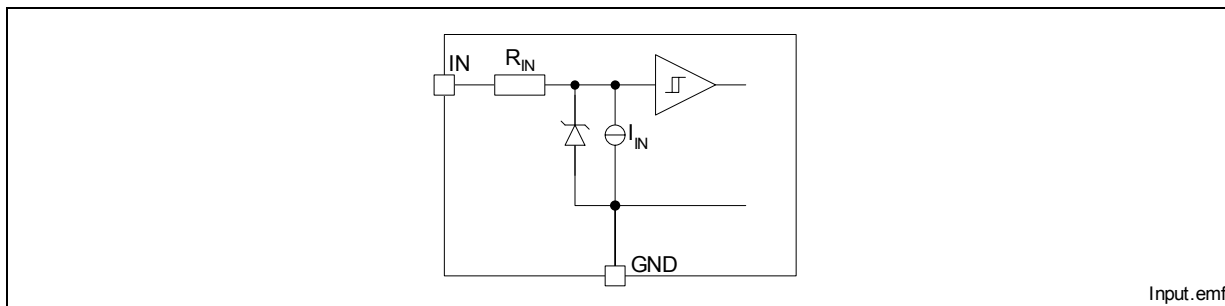 IN
R_IN
I_IN
GND
Input.emf